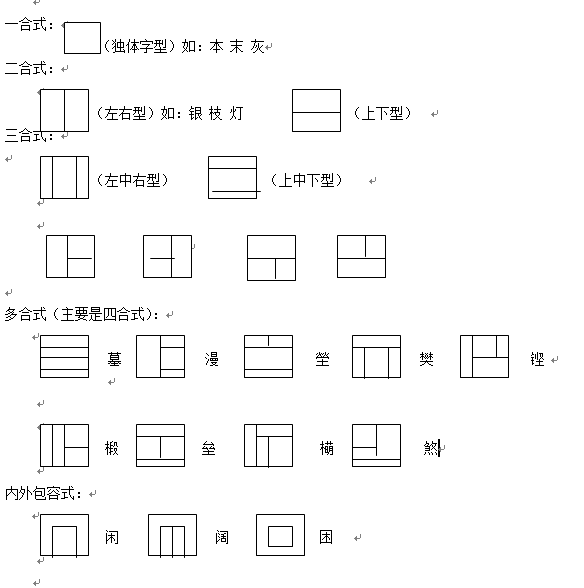 一合式：
（独体字型）如：本 末 灰
二合式：
（左右型）如：银 枝 灯 （上下型）
三合式：
（左中右型） （上中下型）
多合式（主要是四合式）：
墓 漫 茔 樊 铿
椴 垒 椭 煞
内外包容式：
闲 阔 困